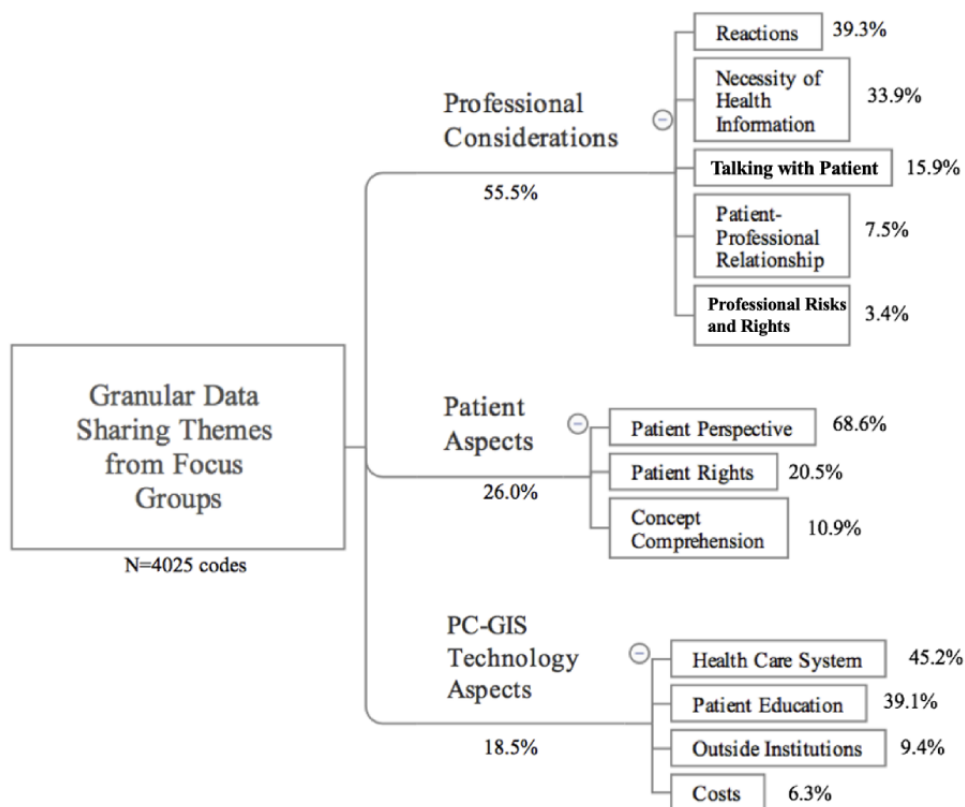 Reactions 39.3%
Necessity of
Health
Information
33.9%
Professional
Considerations
55.5%
Talking with Patient 15.9%
Patient-
Professional
Relationship
7.5%
Professional Risks
and Rights
3.4%
Granular Data
Sharing Themes
from Focus
Groups
N=4025 codes
Patient
Aspects
26.0%
Patient Perspective 68.6%
Patient Rights 20.5%
Concept
Comprehension
10.9%
PC-GIS
Technology
Aspects
18.5%
Health Care System 45.2%
Patient Education 39.1%
Outside Institutions 9.4%
Costs 6.3%